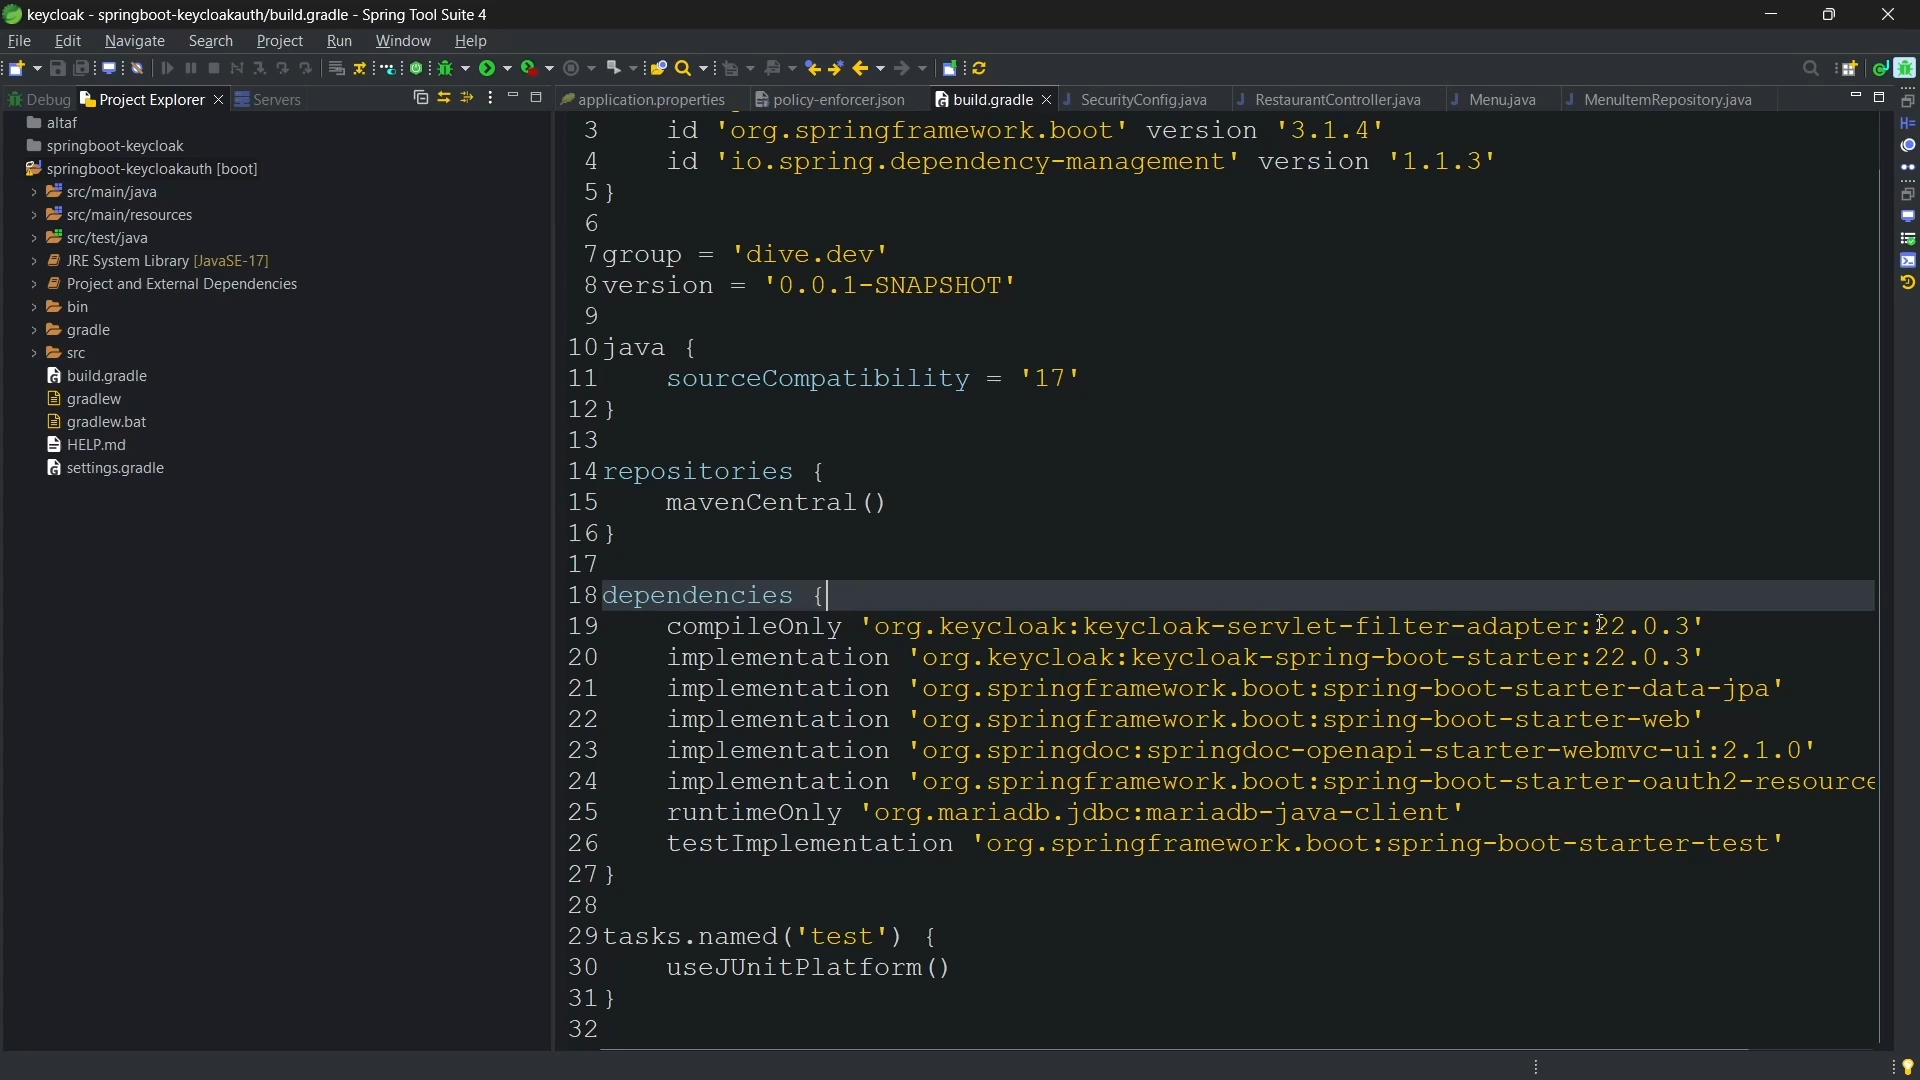 keycloak - springboot-keycloakauth/build.gradle - Spring Tool Suite 4
File Edit Navigate Search Project Run Window Help
Debug Project Explorer Servers
application.properties policy-enforcer.json build.gradle SecurityConfig.java RestaurantController.java Menu.java MenuItemRepository.java
altaf
springboot-keycloak
springboot-keycloakauth [boot]
src/main/java
src/main/resources
src/test/java
JRE System Library [JavaSE-17]
Project and External Dependencies
bin
gradle
src
build.gradle
gradlew
gradlew.bat
HELP.md
settings.gradle
3 id 'org.springframework.boot' version '3.1.4'
4 id 'io.spring.dependency-management' version '1.1.3'
5 }
6
7 group = 'dive.dev'
8 version = '0.0.1-SNAPSHOT'
9
10 java {
11 sourceCompatibility = '17'
12 }
13
14 repositories {
15 mavenCentral()
16 }
17
18 dependencies {
19 compileOnly 'org.keycloak:keycloak-servlet-filter-adapter:22.0.3'
20 implementation 'org.keycloak:keycloak-spring-boot-starter:22.0.3'
21 implementation 'org.springframework.boot:spring-boot-starter-data-jpa'
22 implementation 'org.springframework.boot:spring-boot-starter-web'
23 implementation 'org.springdoc:springdoc-openapi-starter-webmvc-ui:2.1.0'
24 implementation 'org.springframework.boot:spring-boot-starter-oauth2-resource
25 runtimeOnly 'org.mariadb.jdbc:mariadb-java-client'
26 testImplementation 'org.springframework.boot:spring-boot-starter-test'
27 }
28
29 tasks.named('test') {
30 useJUnitPlatform()
31 }
32